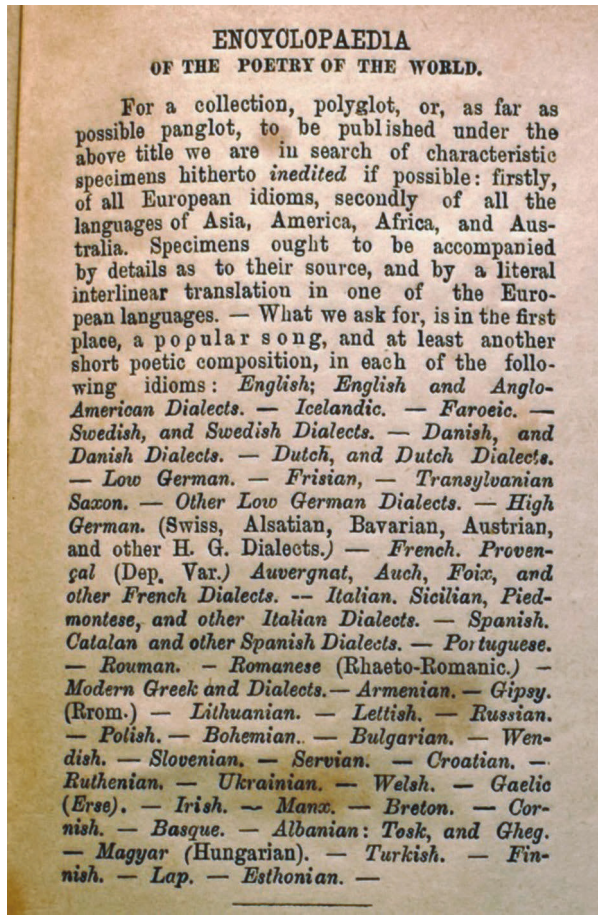 ENCYCLOPAEDIA
OF THE POETRY OF THE WORLD.
For a collection, polyglot, or, as far as
possible panglot, to be published under the
above title we are in search of characteristic
specimens hitherto inedited if possible: firstly,
of all European idioms, secondly of all the
languages of Asia, America, Africa, and Aus-
tralia. Specimens ought to be accompanied
by details as to their source, and by a literal
interlinear translation in one of the Euro-
pean languages. — What we ask for, is in the first
place, a popular song, and at least another
short poetic composition, in each of the follo-
wing idioms: English; English and Anglo-
American Dialects. — Icelandic. — Faroeic. —
Swedish, and Swedish Dialects. — Danish, and
Danish Dialects. — Dutch, and Dutch Dialects.
— Low German. — Frisian, — Transylvanian
Saxon. — Other Low German Dialects. — High
German. (Swiss, Alsatian, Bavarian, Austrian,
and other H. G. Dialects.) — French. Proven-
çal (Dep. Var.) Auvergnat, Auch, Foix, and
other French Dialects. -- Italian. Sicilian, Pied-
montese, and other Italian Dialects. — Spanish.
Catalan and other Spanish Dialects. — Portuguese.
— Rouman. — Romanese (Rhaeto-Romanic.) —
Modern Greek and Dialects. — Armenian. — Gipsy.
(Rrom.) — Lithuanian. — Lettish. — Russian.
— Polish. — Bohemian. — Bulgarian. — Wen-
dish. — Slovenian. — Servian. — Croatian. —
Ruthenian. — Ukrainian. — Welsh. — Gaelic
(Erse). — Irish. — Manx. — Breton. — Cor-
nish. — Basque. — Albanian: Tosk, and Gheg.
— Magyar (Hungarian). — Turkish. — Fin-
nish. — Lap. — Esthonian. —